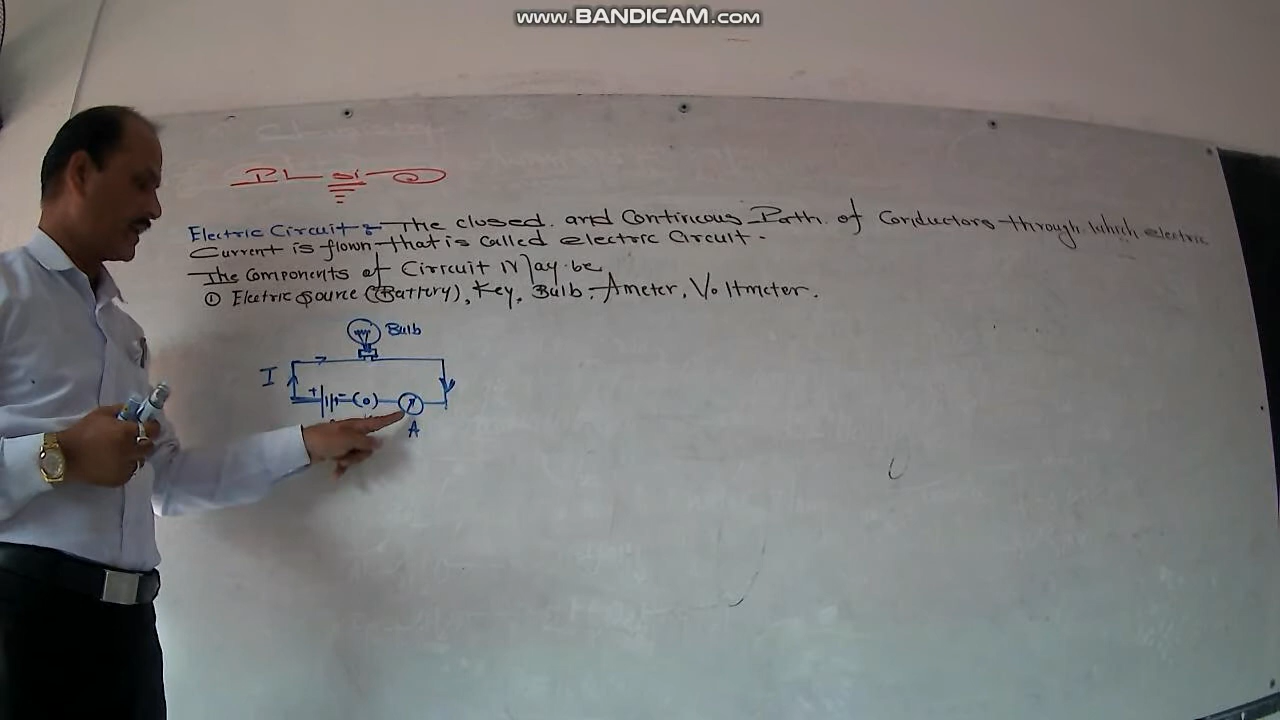 www.BANDICAM.com
Electric Circuit :- The closed and Continuous Path of Conductors through which electric
Current is flown that is called electric Circuit.
The Components of Circuit May be
① Electric Source (Battery), Key, Bulb, Ameter, Voltmeter.
Bulb
I
+ -
A